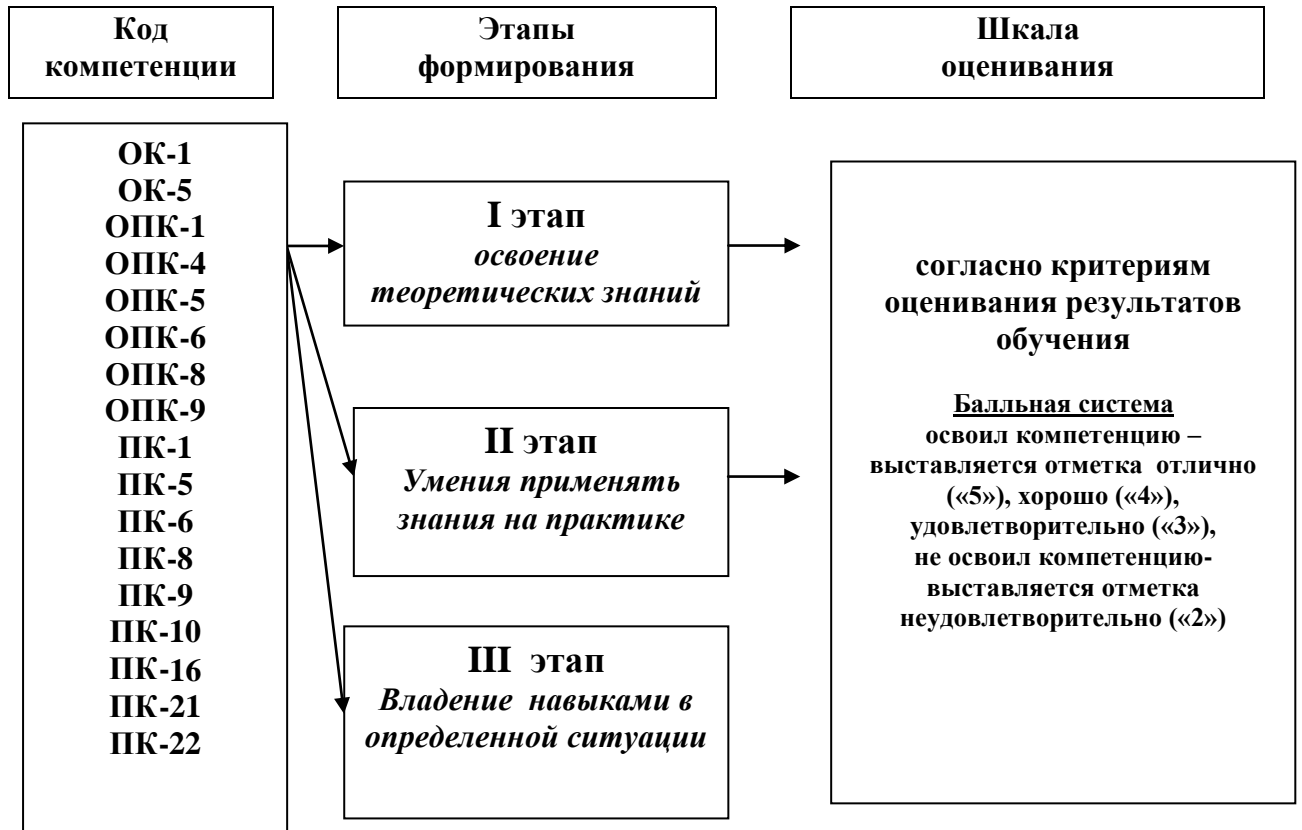 Код
компетенции
Этапы
формирования
Шкала
оценивания
ОК-1
ОК-5
ОПК-1
ОПК-4
ОПК-5
ОПК-6
ОПК-8
ОПК-9
ПК-1
ПК-5
ПК-6
ПК-8
ПК-9
ПК-10
ПК-16
ПК-21
ПК-22
I этап
освоение
теоретических знаний
II этап
Умения применять
знания на практике
III этап
Владение навыками в
определенной ситуации
согласно критериям
оценивания результатов
обучения
Балльная система
освоил компетенцию –
выставляется отметка отлично
(«5»), хорошо («4»),
удовлетворительно («3»),
не освоил компетенцию-
выставляется отметка
неудовлетворительно («2»)